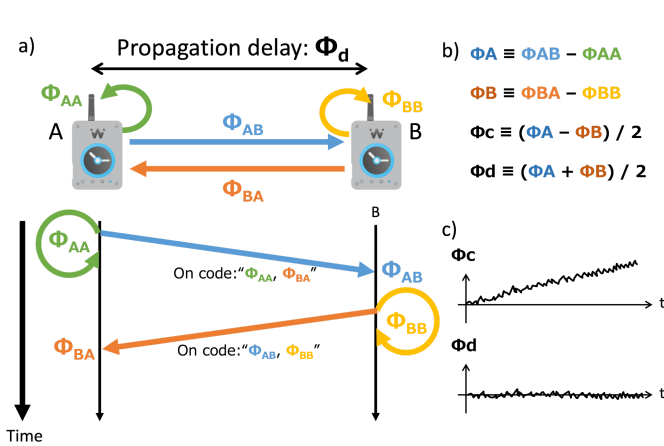 a)
Propagation delay: Φd
ΦAA
ΦBB
A
B
ΦAB
ΦBA
B
ΦAA
On code:“ΦAA, ΦBA”
ΦAB
ΦBB
ΦBA
On code:“ΦAB, ΦBB”
Time
b)
ΦA ≡ ΦAB – ΦAA
ΦB ≡ ΦBA – ΦBB
Φc ≡ (ΦA – ΦB) / 2
Φd ≡ (ΦA + ΦB) / 2
c)
Φc
t
Φd
t